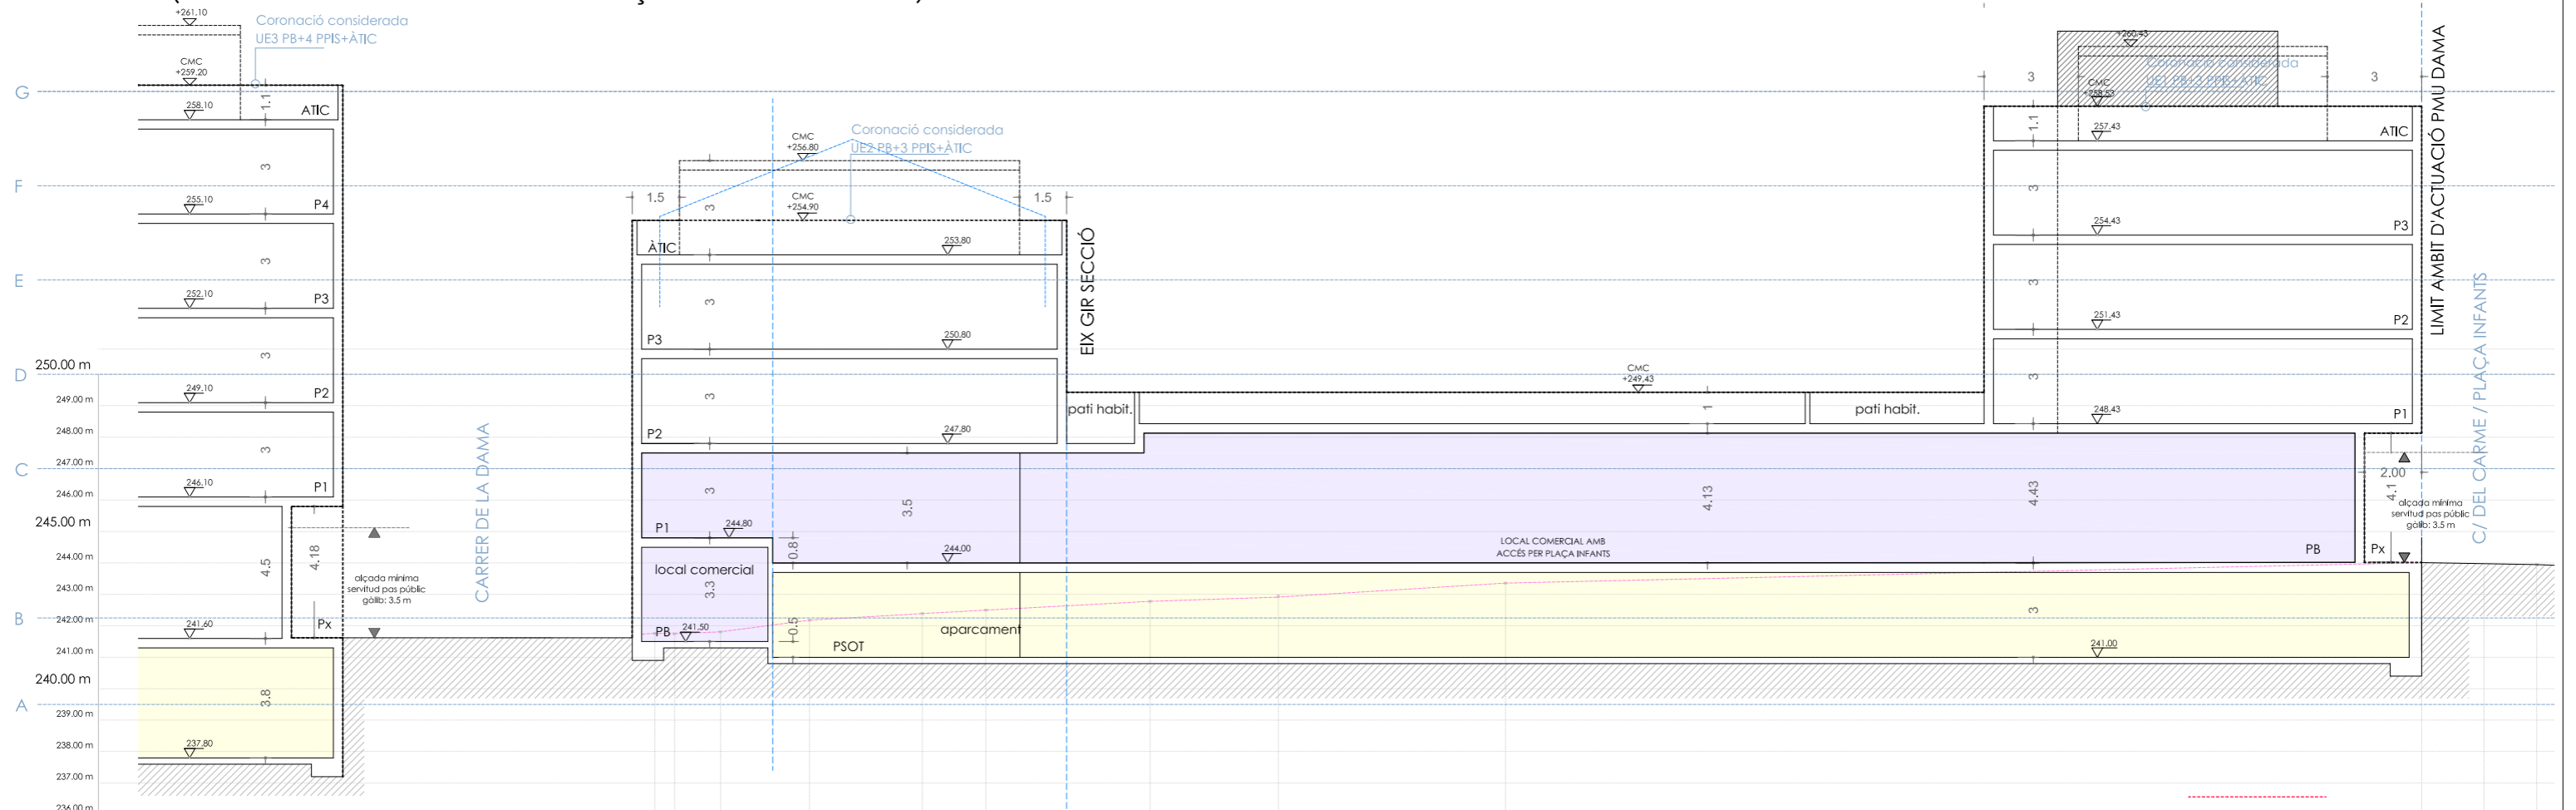 +261.10
Coronació considerada
UE3 PB+4 PPIS+ÀTIC
CMC
+259.20
G
258.10
1.1
ATIC
3
F
255.10
P4
3
E
252.10
P3
3
250.00 m
D
249.10
P2
249.00 m
248.00 m
3
247.00 m
C
246.10
P1
246.00 m
245.00 m
244.00 m
4.5
4.18
243.00 m
alçada mínima
servitud pas públic
gàlib: 3.5 m
B
242.00 m
241.60
Px
241.00 m
240.00 m
3.8
A
239.00 m
238.00 m
237.80
237.00 m
236.00 m
CARRER DE LA DAMA
CMC
+256.80
Coronació considerada
UE2 PB+3 PPIS+ÀTIC
1.5
3
CMC
+254.90
1.5
ÀTIC
253.80
3
P3
250.80
3
P2
247.80
EIX GIR SECCIÓ
pati habit.
3
3.5
P1
244.80
0.8
244.00
local comercial
3.3
PB
241.50
0.5
PSOT
aparcament
CMC
+249.43
1
pati habit.
4.13
4.43
LOCAL COMERCIAL AMB
ACCÉS PER PLAÇA INFANTS
PB
3
241.00
+260.43
Coronació considerada
UE1 PB+3 PPIS+ÀTIC
3
3
CMC
+258.53
1.1
257.43
ATIC
3
254.43
P3
3
251.43
P2
3
248.43
P1
2.00
4.1
alçada mínima
servitud pas públic
gàlib: 3.5 m
Px
LIMIT AMBIT D'ACTUACIÓ PMU DAMA
C/ DEL CARME / PLAÇA INFANTS